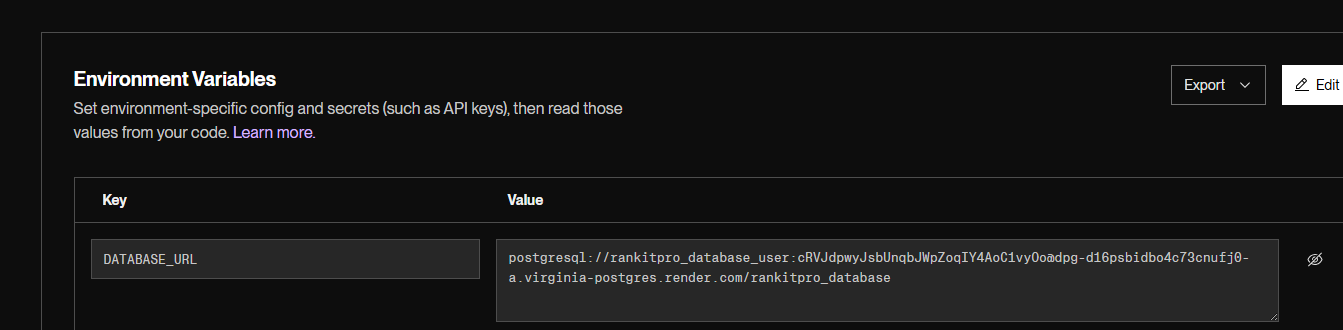 Environment Variables
Export
Edit
Set environment-specific config and secrets (such as API keys), then read those
values from your code. Learn more.
Key
Value
DATABASE_URL
postgresql://rankitpro_database_user:cRVJdpwyJsbUnqbJWpZoqIY4AoC1vyOo@dpg-d16psbidbo4c73cnufj0-
a.virginia-postgres.render.com/rankitpro_database